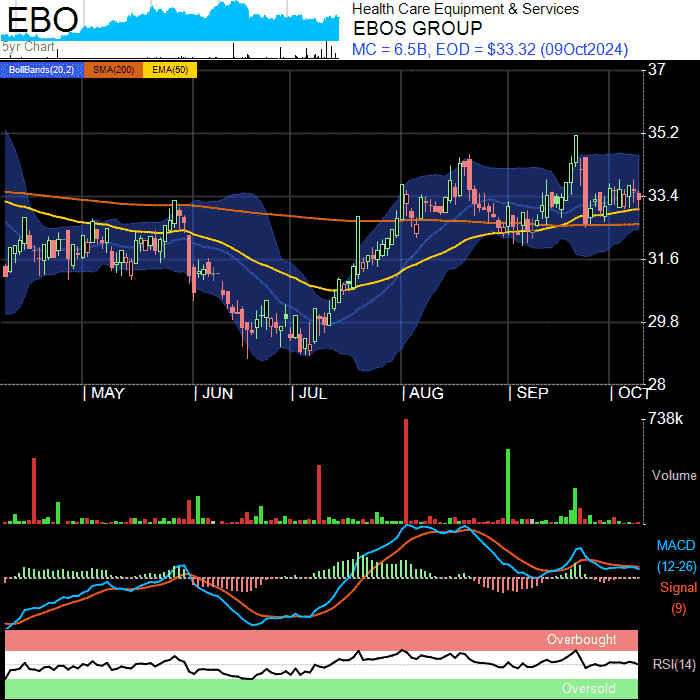 EBO
5yr Chart
Health Care Equipment & Services
EBOS GROUP
MC = 6.5B, EOD = $33.32 (09Oct2024)
BollBands(20,2) SMA(200) EMA(50)
37
35.2
33.4
31.6
29.8
28
| MAY | JUN | JUL | AUG | SEP | OCT
738k
Volume
MACD
(12-26)
Signal
(9)
Overbought
RSI(14)
Oversold